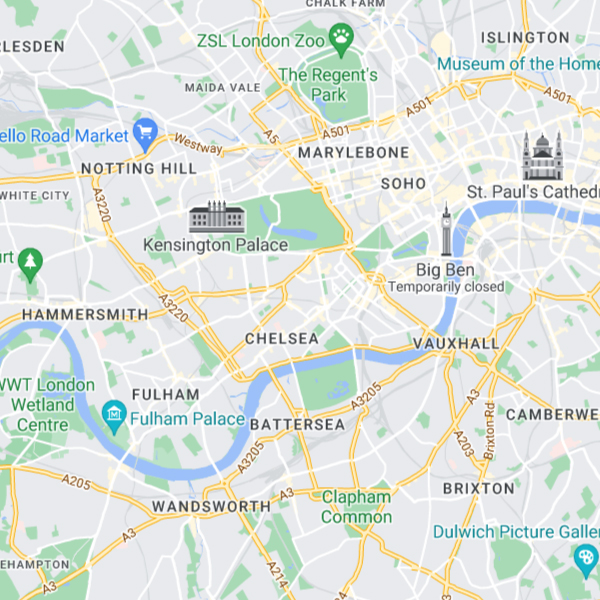 CHALK FARM
ZSL London Zoo
ISLINGTON
RLESDEN
Museum of the Home
The Regent's
Park
MAIDA VALE
A501
A501
A501
A5
ello Road Market
Westway
MARYLEBONE
NOTTING HILL
SOHO
WHITE CITY
St. Paul's Cathedr
A3220
Kensington Palace
urt
Big Ben
Temporarily closed
A3220
HAMMERSMITH
CHELSEA
VAUXHALL
WWT London
Wetland
Centre
FULHAM
Fulham Palace
A3205
A3
BATTERSEA
CAMBERWE
Brixton Rd
A203
A3205
A205
A3
BRIXTON
WANDSWORTH
Clapham
Common
A3
Dulwich Picture Galler
EHAMPTON
A214
A3